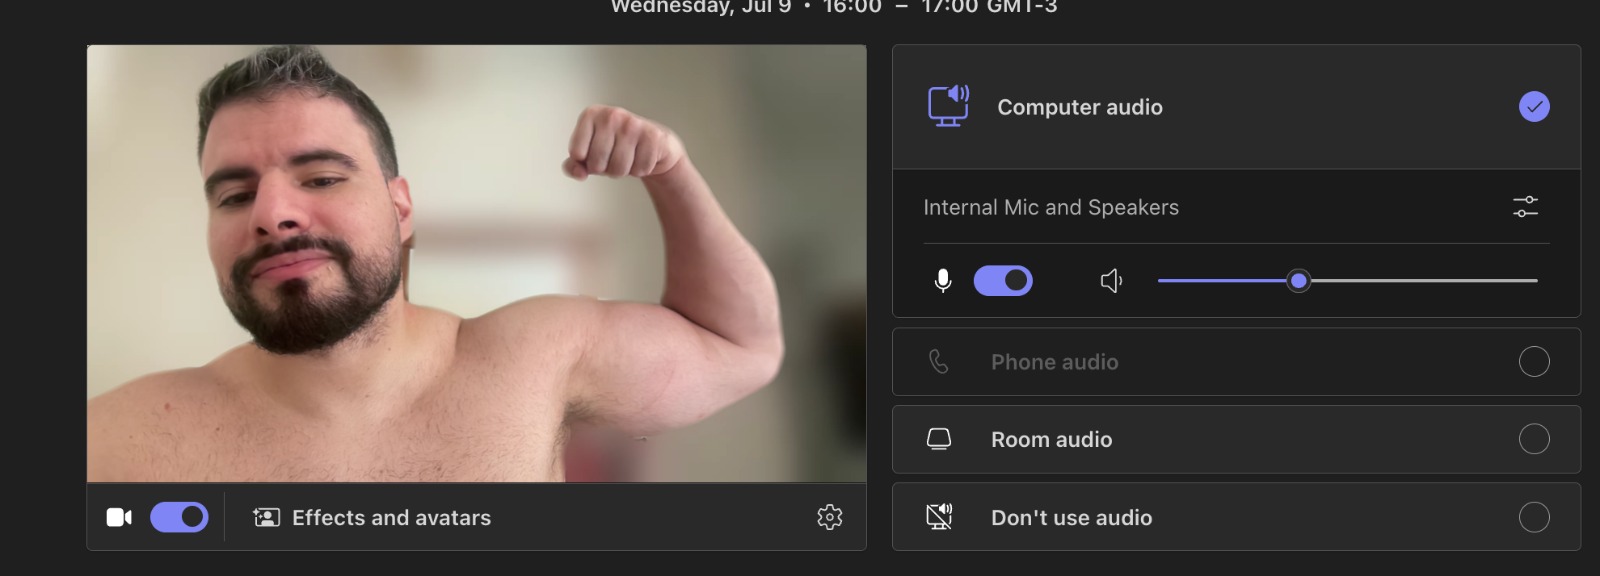 Wednesday, Jul 9 • 16:00 – 17:00 GMT-3
Computer audio
Internal Mic and Speakers
Phone audio
Room audio
Don't use audio
Effects and avatars